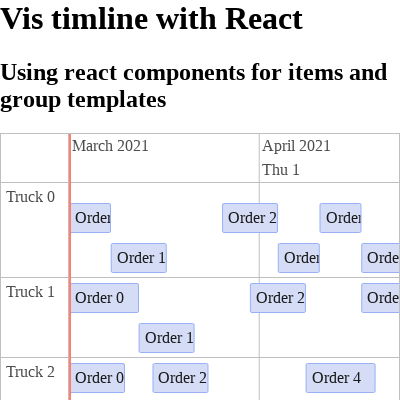 Vis timline with React
Using react components for items and
group templates
March 2021
April 2021
Thu 1
Truck 0
Order 2
Order 1
Truck 1
Order 0
Order 2
Order 1
Truck 2
Order 0
Order 2
Order 4